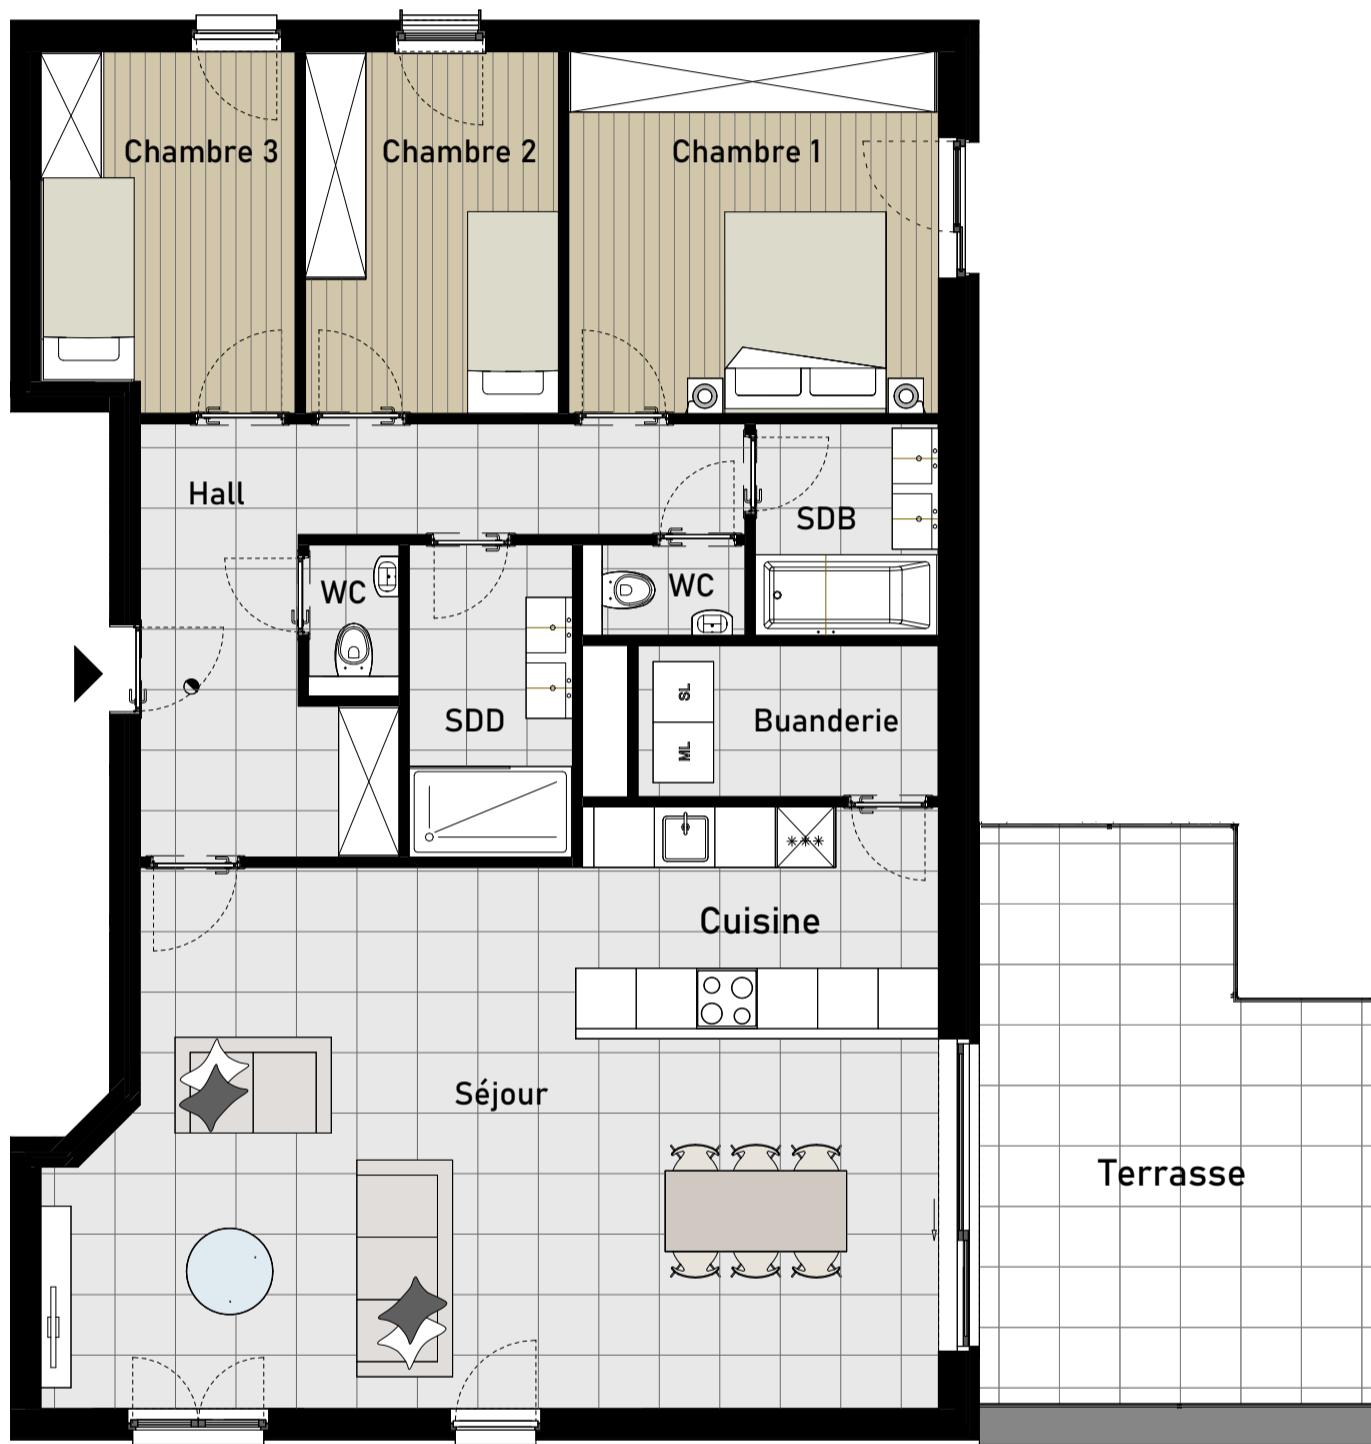 Chambre 3
Chambre 2
Chambre 1
Hall
SDB
WC
WC
SL
ML
SDD
Buanderie
Cuisine
Séjour
Terrasse